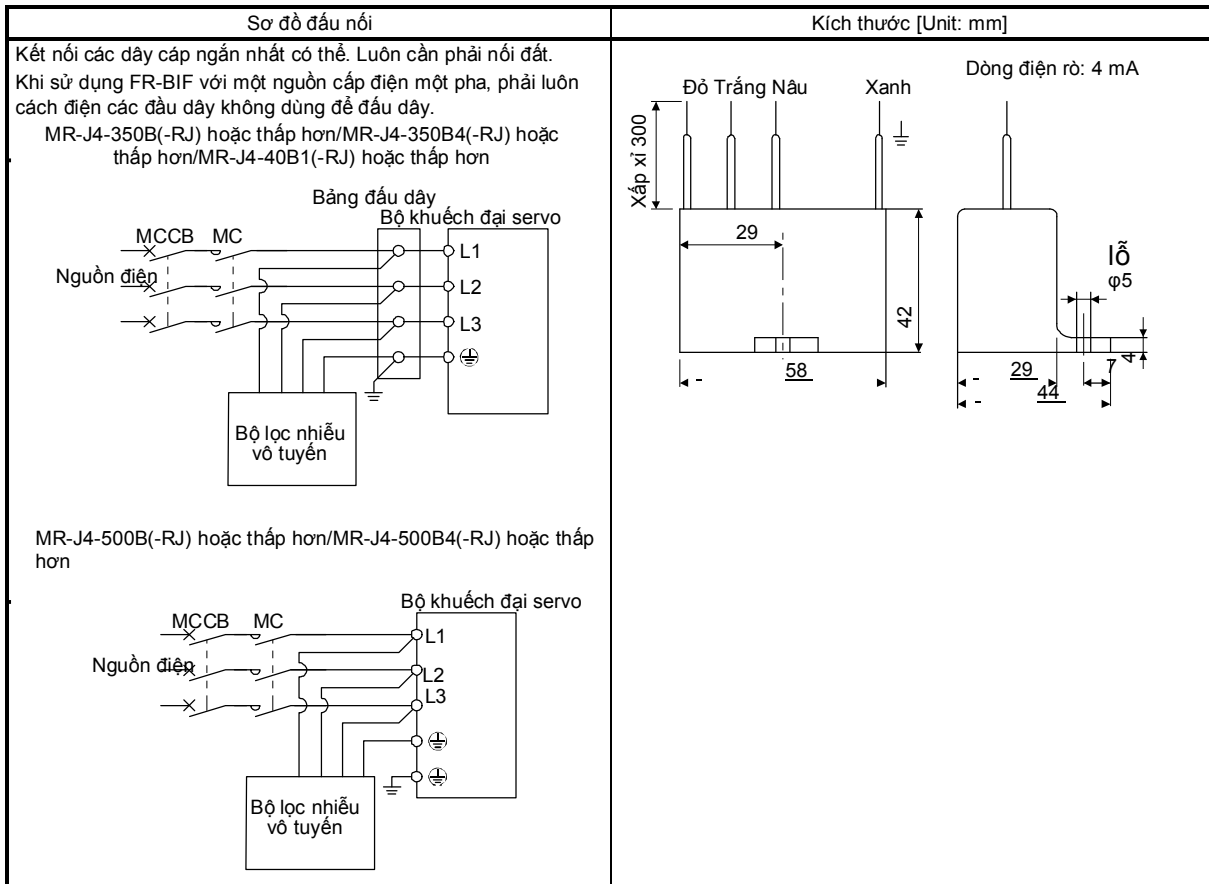 Sơ đồ đấu nối
Kích thước [Unit: mm]
Kết nối các dây cáp ngắn nhất có thể. Luôn cần phải nối đất.
Khi sử dụng FR-BIF với một nguồn cấp điện một pha, phải luôn
cách điện các đầu dây không dùng để đấu dây.
MR-J4-350B(-RJ) hoặc thấp hơn/MR-J4-350B4(-RJ) hoặc
thấp hơn/MR-J4-40B1(-RJ) hoặc thấp hơn
Bảng đấu dây
Bộ khuếch đại servo
MCCB MC
Nguồn điện
L1
L2
L3
Bộ lọc nhiễu
vô tuyến
MR-J4-500B(-RJ) hoặc thấp hơn/MR-J4-500B4(-RJ) hoặc thấp
hơn
Bộ khuếch đại servo
MCCB MC
Nguồn điện
L1
L2
L3
Bộ lọc nhiễu
vô tuyến
Dòng điện rò: 4 mA
Đỏ Trắng Nâu Xanh
Xấp xỉ 300
29
42
58
lỗ
φ5
29
7
4
44